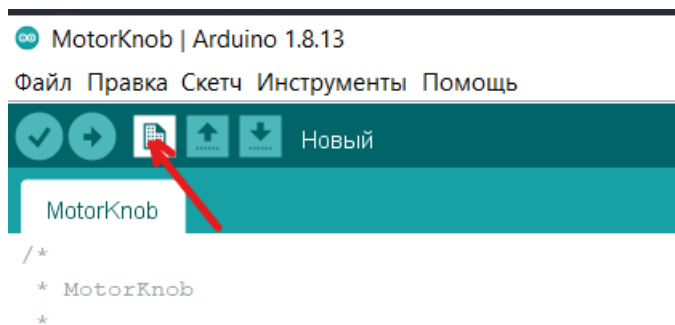 MotorKnob | Arduino 1.8.13
Файл Правка Скетч Инструменты Помощь
Новый
MotorKnob
/*
* MotorKnob
*